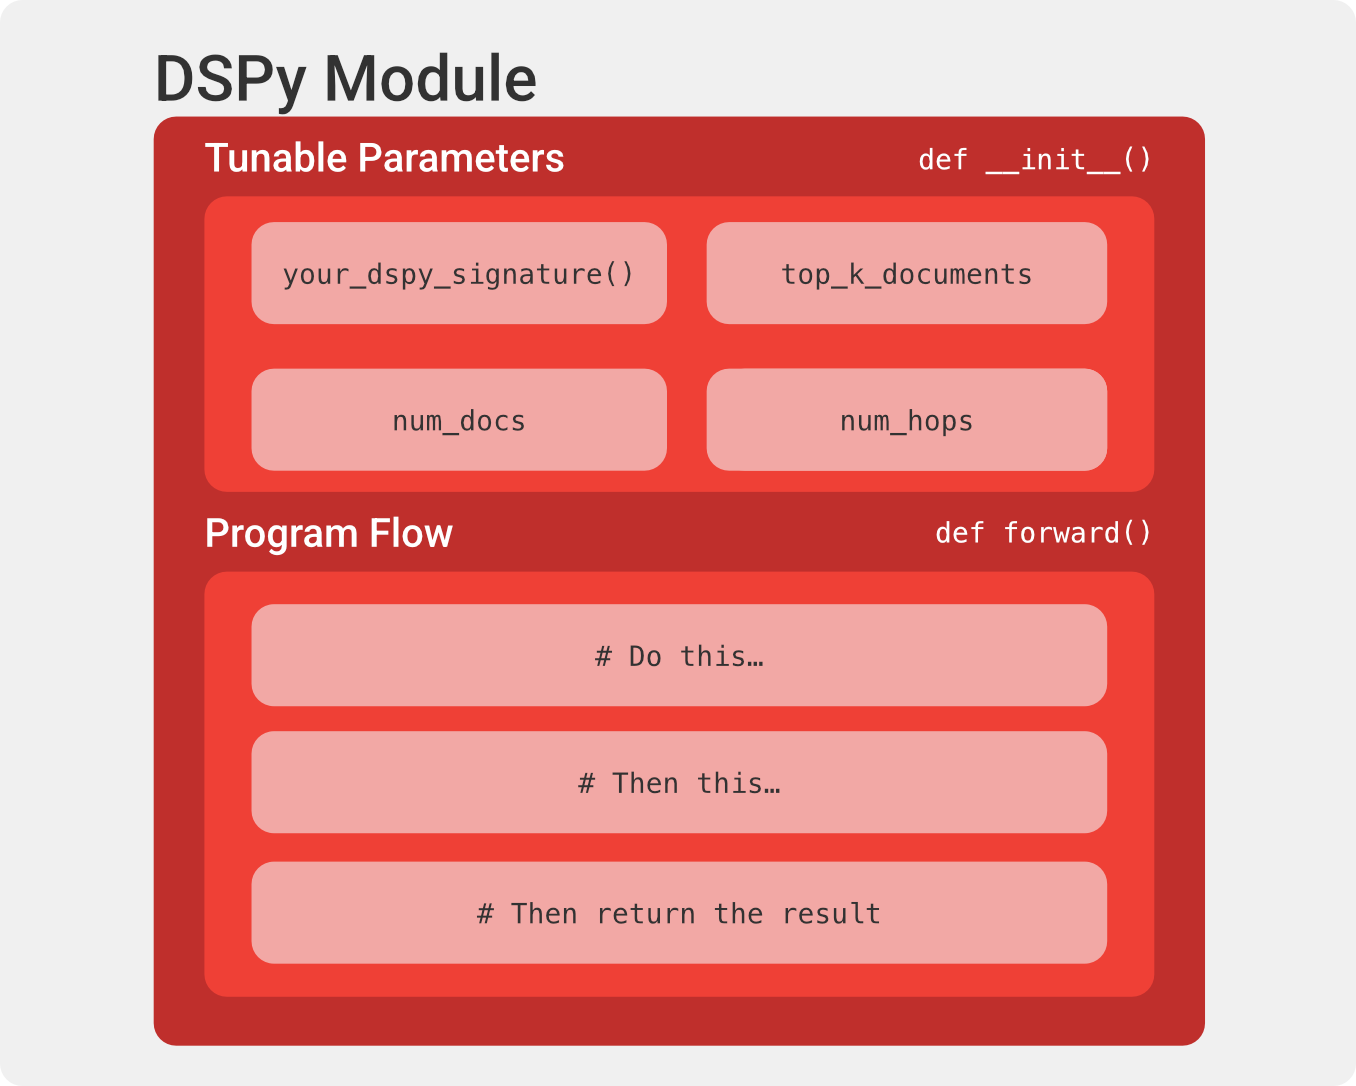 DSPy Module
Tunable Parameters def __init__()
your_dspy_signature() top_k_documents
num_docs num_hops
Program Flow def forward()
# Do this…
# Then this…
# Then return the result